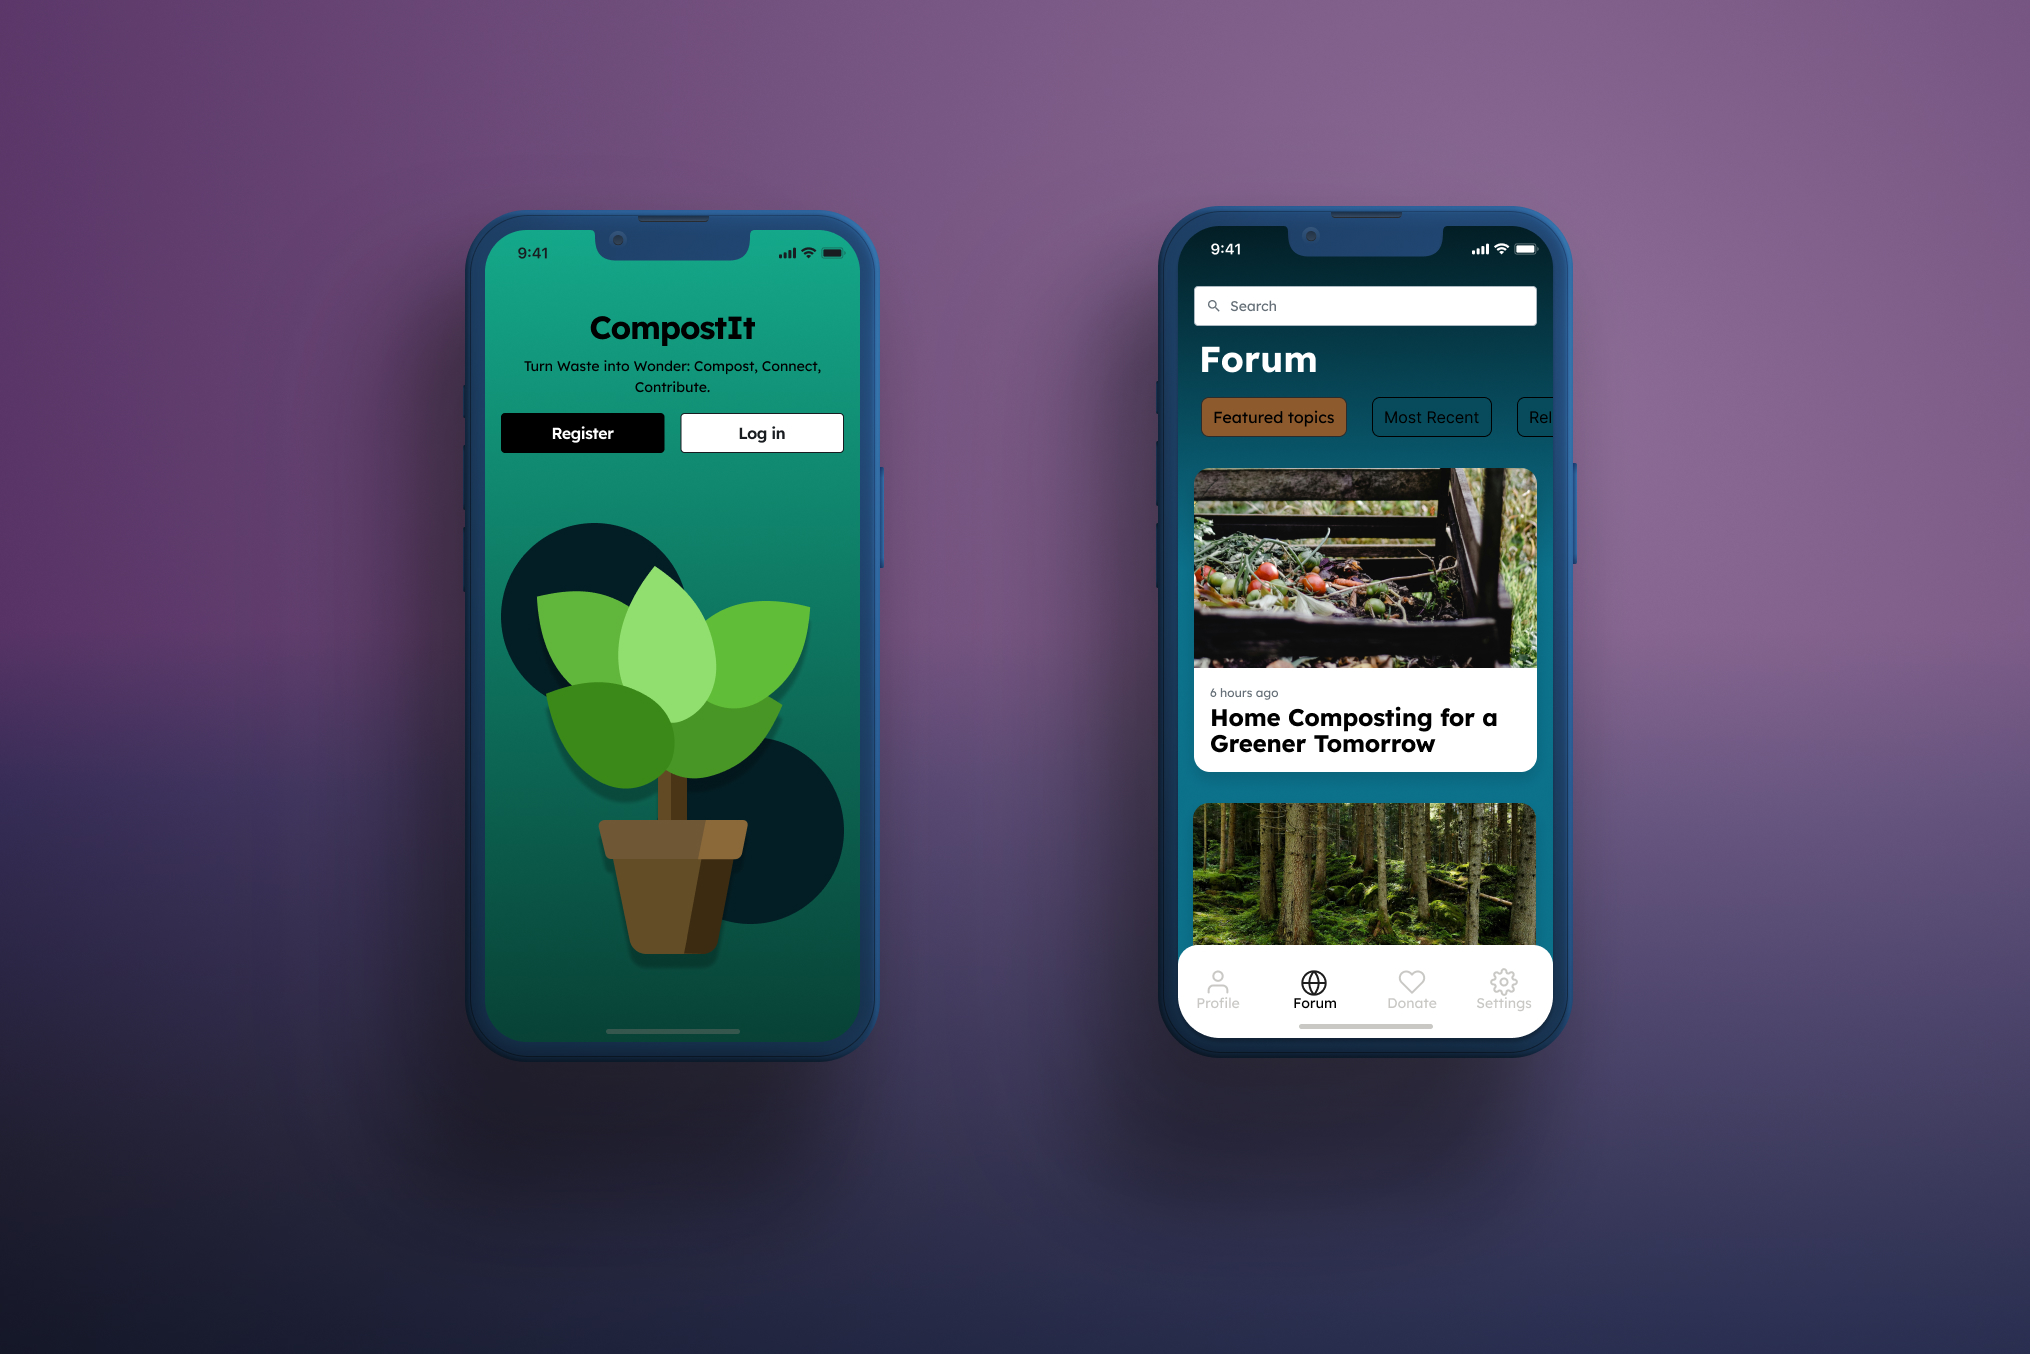 9:41
CompostIt
Turn Waste into Wonder: Compost, Connect,
Contribute.
Register
Log in
9:41
Search
Forum
Featured topics
Most Recent
Rel
6 hours ago
Home Composting for a
Greener Tomorrow
Profile
Forum
Donate
Settings